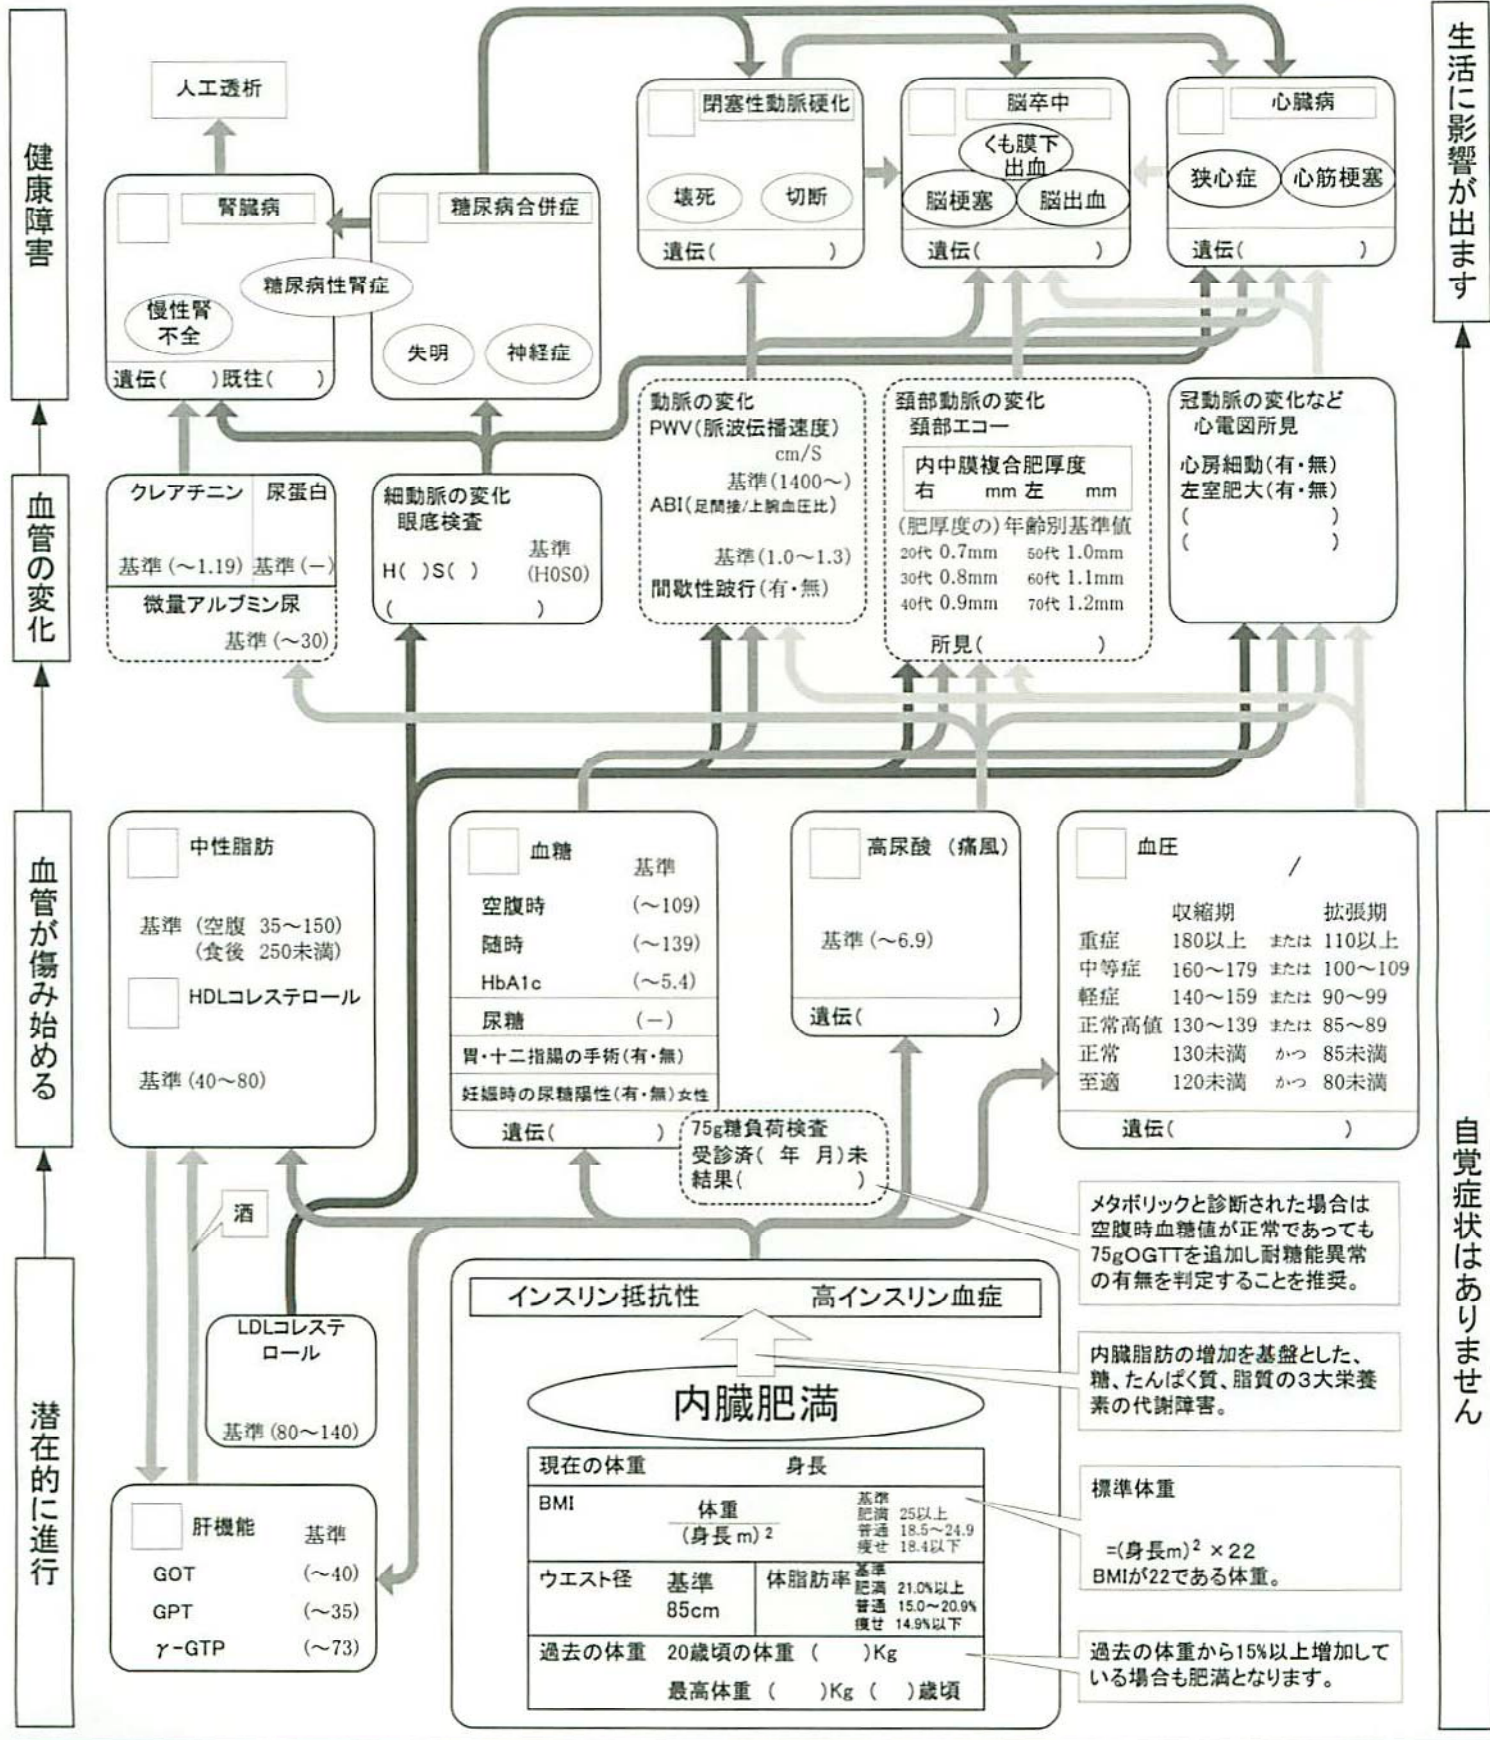 健康障害
血管の変化
血管が傷み始める
潜在的に進行
生活に影響が出ます
自覚症状はありません
人工透析
腎臓病
慢性腎
不全
遺伝(　　)既往(　　)
糖尿病性腎症
糖尿病合併症
失明
神経症
閉塞性動脈硬化
壊死
切断
遺伝(　　　　)
脳卒中
くも膜下
出血
脳梗塞
脳出血
遺伝(　　　　)
心臓病
狭心症
心筋梗塞
遺伝(　　　　)
クレアチニン
基準(～1.19)
尿蛋白
基準(－)
微量アルブミン尿
基準(～30)
細動脈の変化
眼底検査
基準
H(　)S(　)　(H0S0)
(　　　　　　)
動脈の変化
PWV(脈波伝播速度)
cm/S
基準(1400～)
ABI(足関接/上腕血圧比)
基準(1.0～1.3)
間歇性跛行(有・無)
頚部動脈の変化
頚部エコー
内中膜複合肥厚度
右　　mm 左　　mm
(肥厚度の)年齢別基準値
20代 0.7mm　50代 1.0mm
30代 0.8mm　60代 1.1mm
40代 0.9mm　70代 1.2mm
所見(　　　　　)
冠動脈の変化など
心電図所見
心房細動(有・無)
左室肥大(有・無)
(　　　　　　)
(　　　　　　)
中性脂肪
基準 (空腹 35～150)
(食後 250未満)
HDLコレステロール
基準(40～80)
血糖
基準
空腹時　(～109)
随時　(～139)
HbA1c　(～5.4)
尿糖　(－)
胃・十二指腸の手術(有・無)
妊娠時の尿糖陽性(有・無)女性
遺伝(　　　　)
75g糖負荷検査
受診済(　年　月)未
結果(　　　　　)
高尿酸 (痛風)
基準(～6.9)
遺伝(　　　　　)
血圧　/
収縮期　拡張期
重症　180以上　または　110以上
中等症　160～179　または　100～109
軽症　140～159　または　90～99
正常高値　130～139　または　85～89
正常　130未満　かつ　85未満
至適　120未満　かつ　80未満
遺伝(　　　　　　)
酒
LDLコレステ
ロール
基準(80～140)
肝機能　基準
GOT　(～40)
GPT　(～35)
γ-GTP　(～73)
インスリン抵抗性　高インスリン血症
内臓肥満
現在の体重　身長
BMI
体重
(身長m)²
基準
肥満 25以上
普通 18.5～24.9
痩せ 18.4以下
ウエスト径　基準
85cm
体脂肪率
基準
肥満 21.0%以上
普通 15.0～20.9%
痩せ 14.9%以下
過去の体重　20歳頃の体重 (　　)Kg
最高体重 (　　)Kg (　)歳頃
メタボリックと診断された場合は
空腹時血糖値が正常であっても
75gOGTTを追加し耐糖能異常
の有無を判定することを推奨。
内臓脂肪の増加を基盤とした、
糖、たんぱく質、脂質の3大栄養
素の代謝障害。
標準体重
=(身長m)²×22
BMIが22である体重。
過去の体重から15%以上増加して
いる場合も肥満となります。